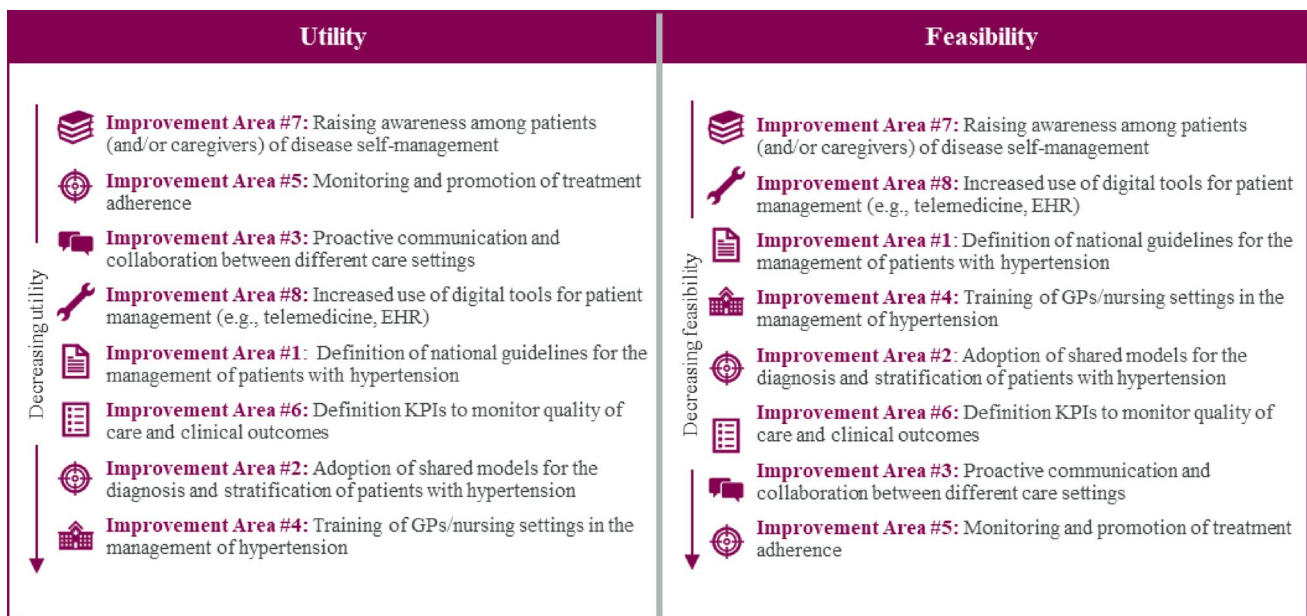 Utility
Decreasing utility
Improvement Area #7: Raising awareness among patients
(and/or caregivers) of disease self-management
Improvement Area #5: Monitoring and promotion of treatment
adherence
Improvement Area #3: Proactive communication and
collaboration between different care settings
Improvement Area #8: Increased use of digital tools for patient
management (e.g., telemedicine, EHR)
Improvement Area #1: Definition of national guidelines for the
management of patients with hypertension
Improvement Area #6: Definition KPIs to monitor quality of
care and clinical outcomes
Improvement Area #2: Adoption of shared models for the
diagnosis and stratification of patients with hypertension
Improvement Area #4: Training of GPs/nursing settings in the
management of hypertension
Feasibility
Decreasing feasibility
Improvement Area #7: Raising awareness among patients
(and/or caregivers) of disease self-management
Improvement Area #8: Increased use of digital tools for patient
management (e.g., telemedicine, EHR)
Improvement Area #1: Definition of national guidelines for the
management of patients with hypertension
Improvement Area #4: Training of GPs/nursing settings in the
management of hypertension
Improvement Area #2: Adoption of shared models for the
diagnosis and stratification of patients with hypertension
Improvement Area #6: Definition KPIs to monitor quality of
care and clinical outcomes
Improvement Area #3: Proactive communication and
collaboration between different care settings
Improvement Area #5: Monitoring and promotion of treatment
adherence